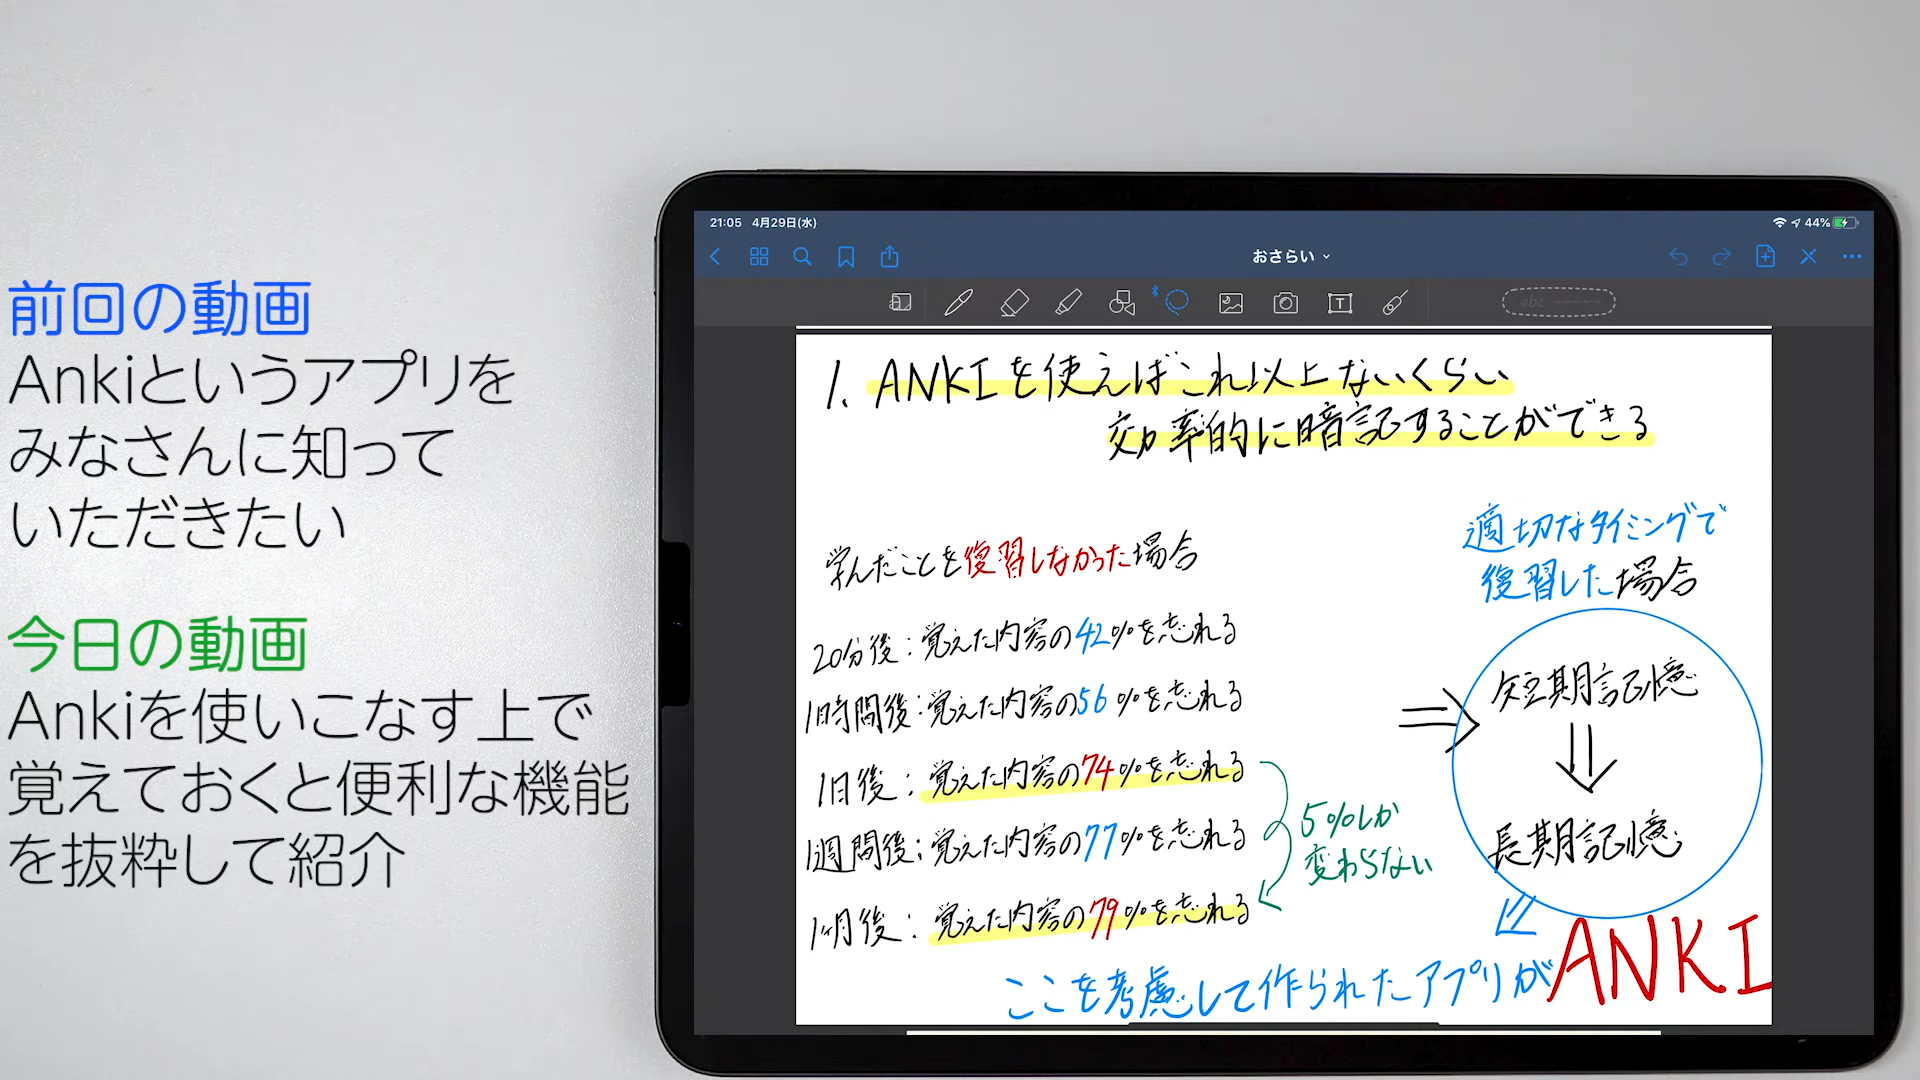 前回の動画
Ankiというアプリを
みなさんに知って
いただきたい
今日の動画
Ankiを使いこなす上で
覚えておくと便利な機能
を抜粋して紹介
21:05 4月29日(水)
44%
おさらい
abc
1. ANKIを使えばこれ以上ないくらい
効率的に暗記することができる
学んだことを復習しなかった場合
20分後:覚えた内容の42%を忘れる
1時間後:覚えた内容の56%を忘れる
1日後:覚えた内容の74%を忘れる
1週間後:覚えた内容の77%を忘れる
1ヶ月後:覚えた内容の79%を忘れる
5%しか
変わらない
適切なタイミングで
復習した場合
短期記憶
長期記憶
ここを考慮して作られたアプリがANKI